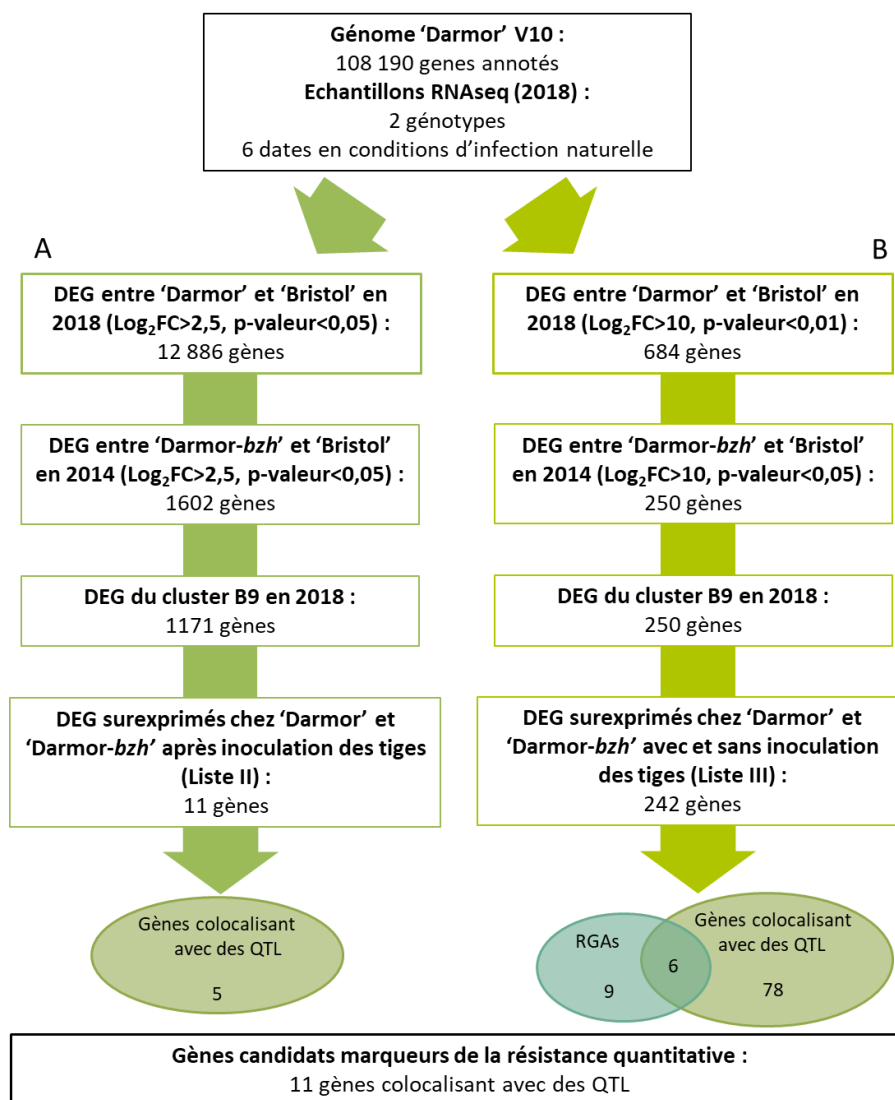 Génome ‘Darmor’ V10 :
108 190 genes annotés
Echantillons RNAseq (2018) :
2 génotypes
6 dates en conditions d’infection naturelle
A
DEG entre ‘Darmor’ et ‘Bristol’ en
2018 (Log₂FC>2,5, p-valeur<0,05) :
12 886 gènes
DEG entre ‘Darmor-bzh’ et ‘Bristol’
en 2014 (Log₂FC>2,5, p-valeur<0,05) :
1602 gènes
DEG du cluster B9 en 2018 :
1171 gènes
DEG surexprimés chez ‘Darmor’ et
‘Darmor-bzh’ après inoculation des tiges
(Liste II) :
11 gènes
Gènes colocalisant
avec des QTL
5
B
DEG entre ‘Darmor’ et ‘Bristol’ en
2018 (Log₂FC>10, p-valeur<0,01) :
684 gènes
DEG entre ‘Darmor-bzh’ et ‘Bristol’
en 2014 (Log₂FC>10, p-valeur<0,05) :
250 gènes
DEG du cluster B9 en 2018 :
250 gènes
DEG surexprimés chez ‘Darmor’ et
‘Darmor-bzh’ avec et sans inoculation
des tiges (Liste III) :
242 gènes
RGAs
9
6
Gènes colocalisant
avec des QTL
78
Gènes candidats marqueurs de la résistance quantitative :
11 gènes colocalisant avec des QTL